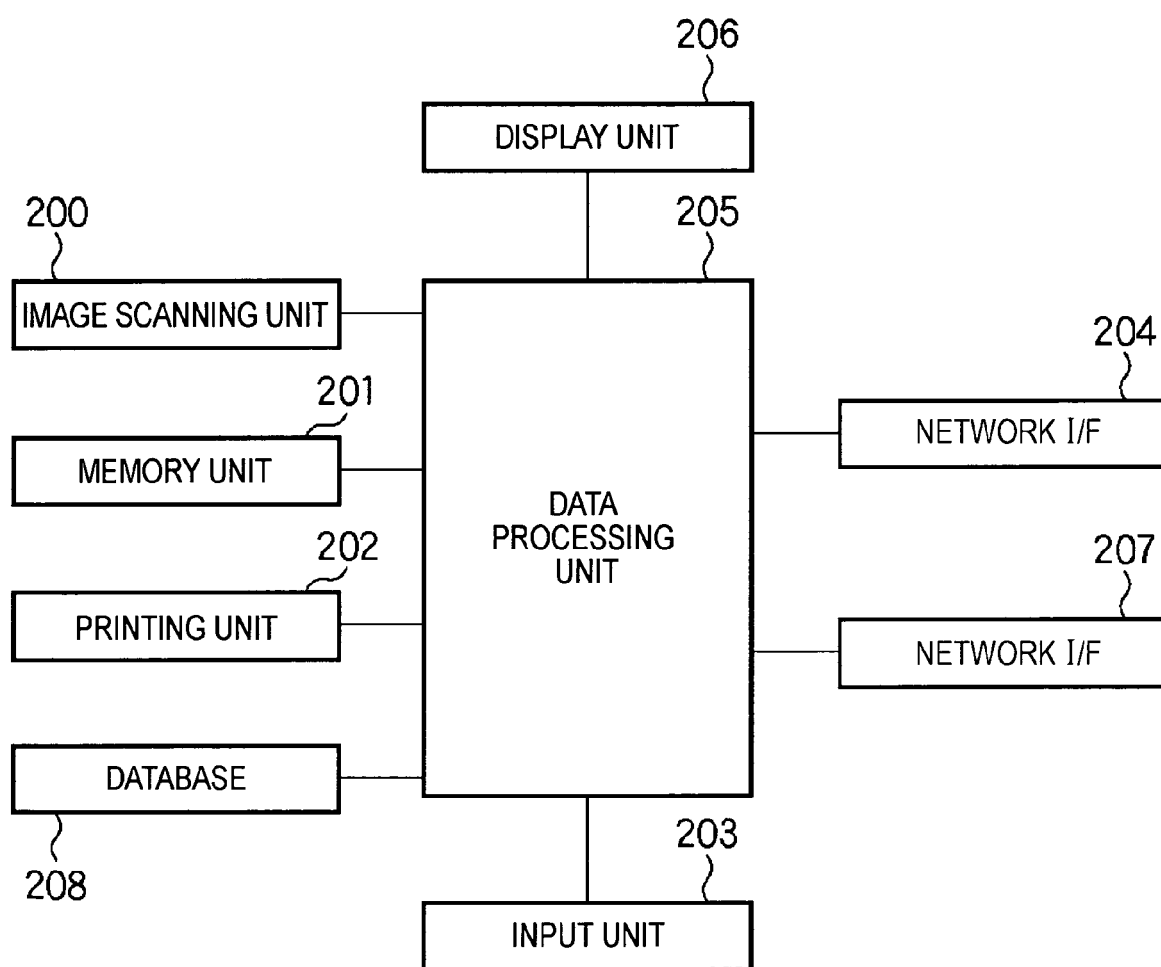 206
DISPLAY UNIT
200
205
IMAGE SCANNING UNIT
204
201
NETWORK I/F
MEMORY UNIT
DATA
PROCESSING
UNIT
202
207
PRINTING UNIT
NETWORK I/F
DATABASE
203
208
INPUT UNIT